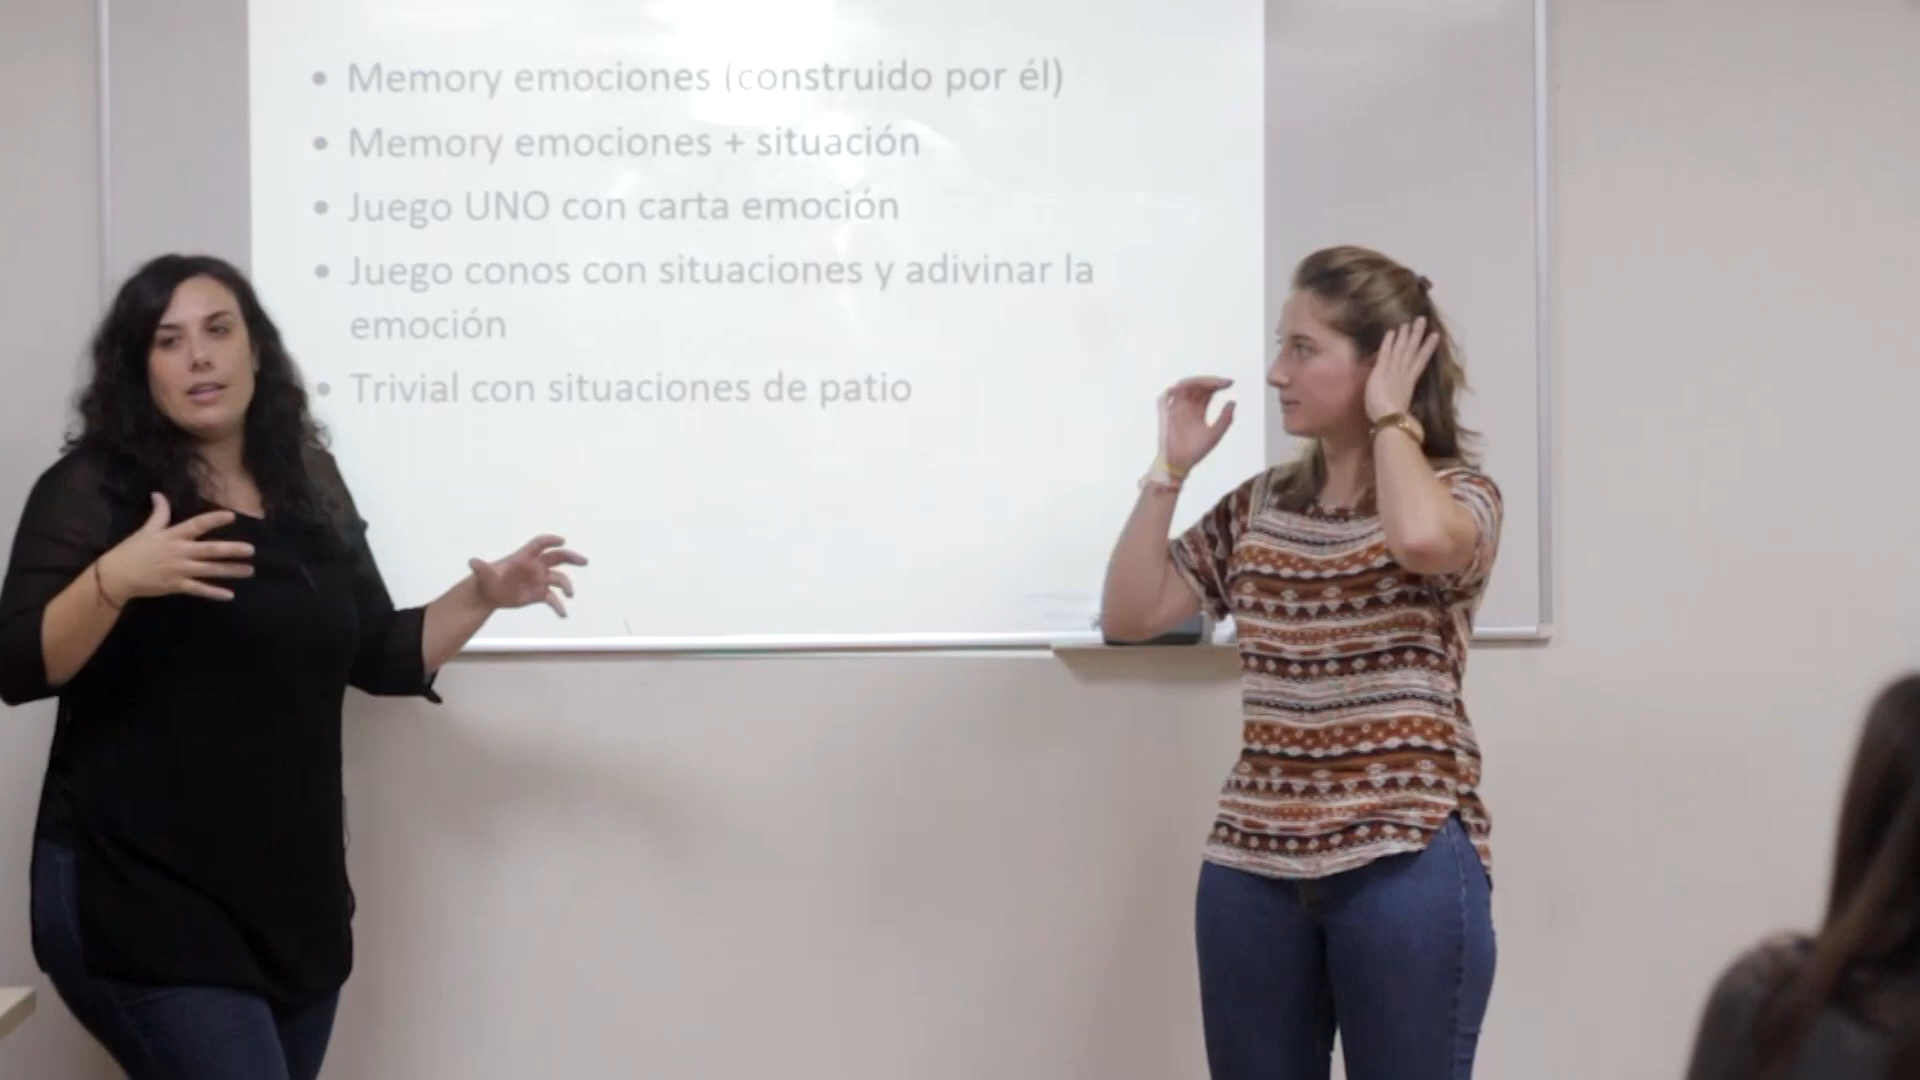 • Memory emociones (construido por él)
• Memory emociones + situación
• Juego UNO con carta emoción
• Juego conos con situaciones y adivinar la
emoción
• Trivial con situaciones de patio